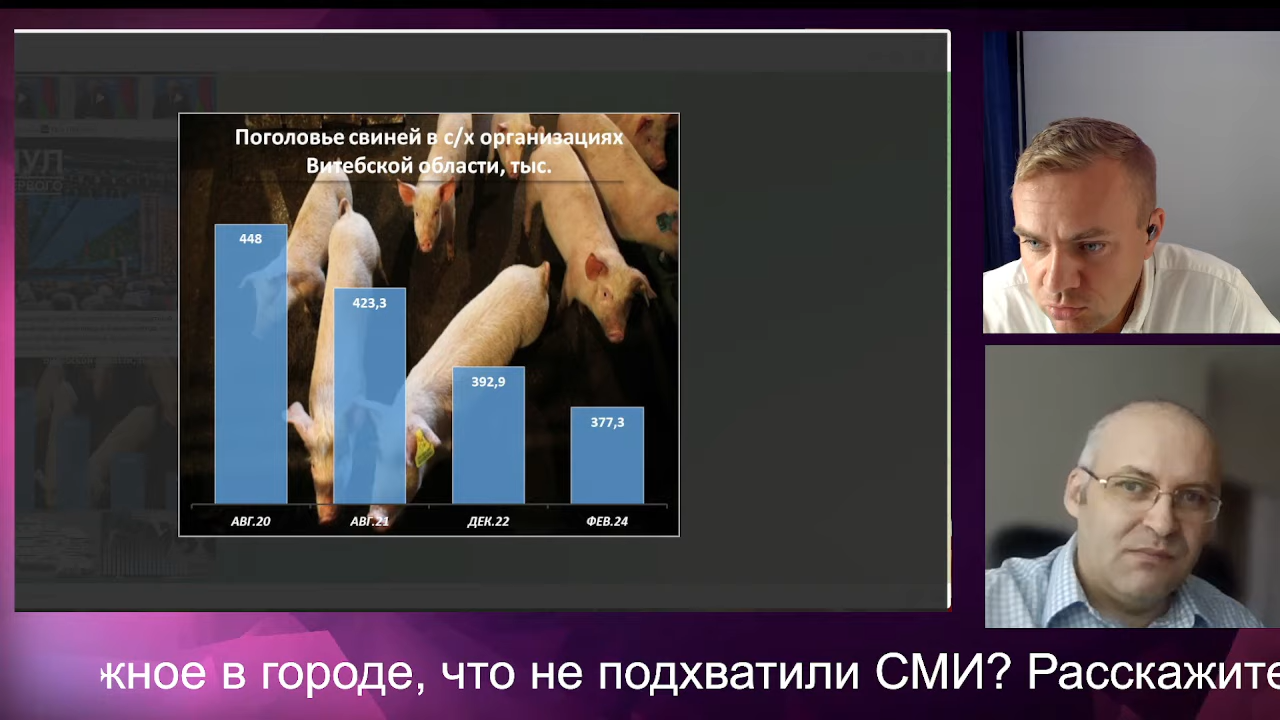 Поголовье свиней в с/х организациях
Витебской области, тыс.
448
423,3
392,9
377,3
АВГ.20
АВГ.21
ДЕК.22
ФЕВ.24
жное в городе, что не подхватили СМИ? Расскажите